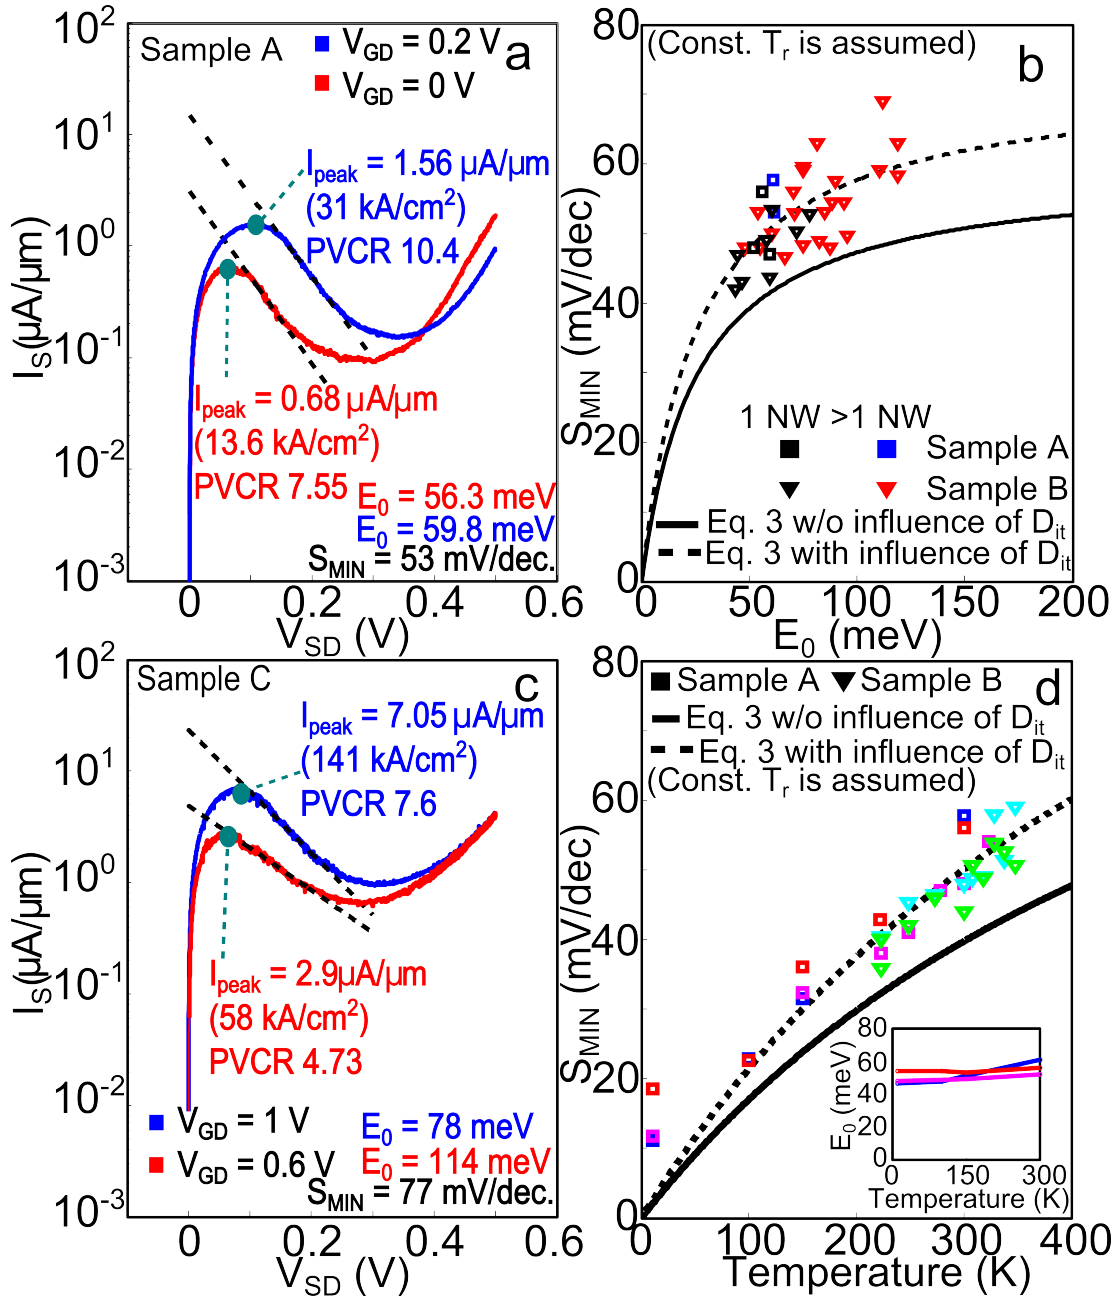 Sample A
V_GD = 0.2 V
V_GD = 0 V
a
I_peak = 1.56 µA/µm
(31 kA/cm²)
PVCR 10.4
I_peak = 0.68 µA/µm
(13.6 kA/cm²)
PVCR 7.55
E₀ = 56.3 meV
E₀ = 59.8 meV
S_MIN = 53 mV/dec.
10²
10¹
10⁰
10⁻¹
10⁻²
10⁻³
I_S(µA/µm)
0 0.2 0.4 0.6
V_SD (V)
(Const. T_r is assumed)
b
1 NW >1 NW
Sample A
Sample B
Eq. 3 w/o influence of D_it
Eq. 3 with influence of D_it
80
60
40
20
0
S_MIN (mV/dec)
0 50 100 150 200
E₀ (meV)
Sample C
c
I_peak = 7.05 µA/µm
(141 kA/cm²)
PVCR 7.6
I_peak = 2.9µA/µm
(58 kA/cm²)
PVCR 4.73
V_GD = 1 V
V_GD = 0.6 V
E₀ = 78 meV
E₀ = 114 meV
S_MIN = 77 mV/dec.
10²
10¹
10⁰
10⁻¹
10⁻²
10⁻³
I_S(µA/µm)
0 0.2 0.4 0.6
V_SD (V)
Sample A Sample B
d
Eq. 3 w/o influence of D_it
Eq. 3 with influence of D_it
(Const. T_r is assumed)
80
60
40
20
0
S_MIN (mV/dec)
80
60
40
20
0
E₀ (meV)
0 150 300
Temperature (K)
0 100 200 300 400
Temperature (K)